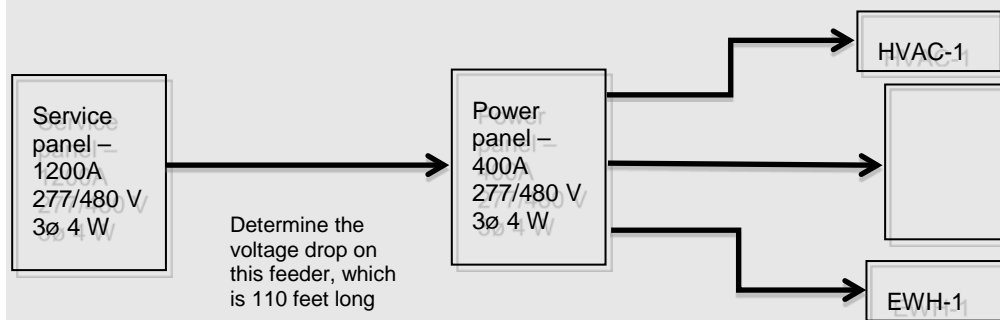 Service
panel –
1200A
277/480 V
3ø 4 W
Determine the
voltage drop on
this feeder, which
is 110 feet long
Power
panel –
400A
277/480 V
3ø 4 W
HVAC-1
EWH-1